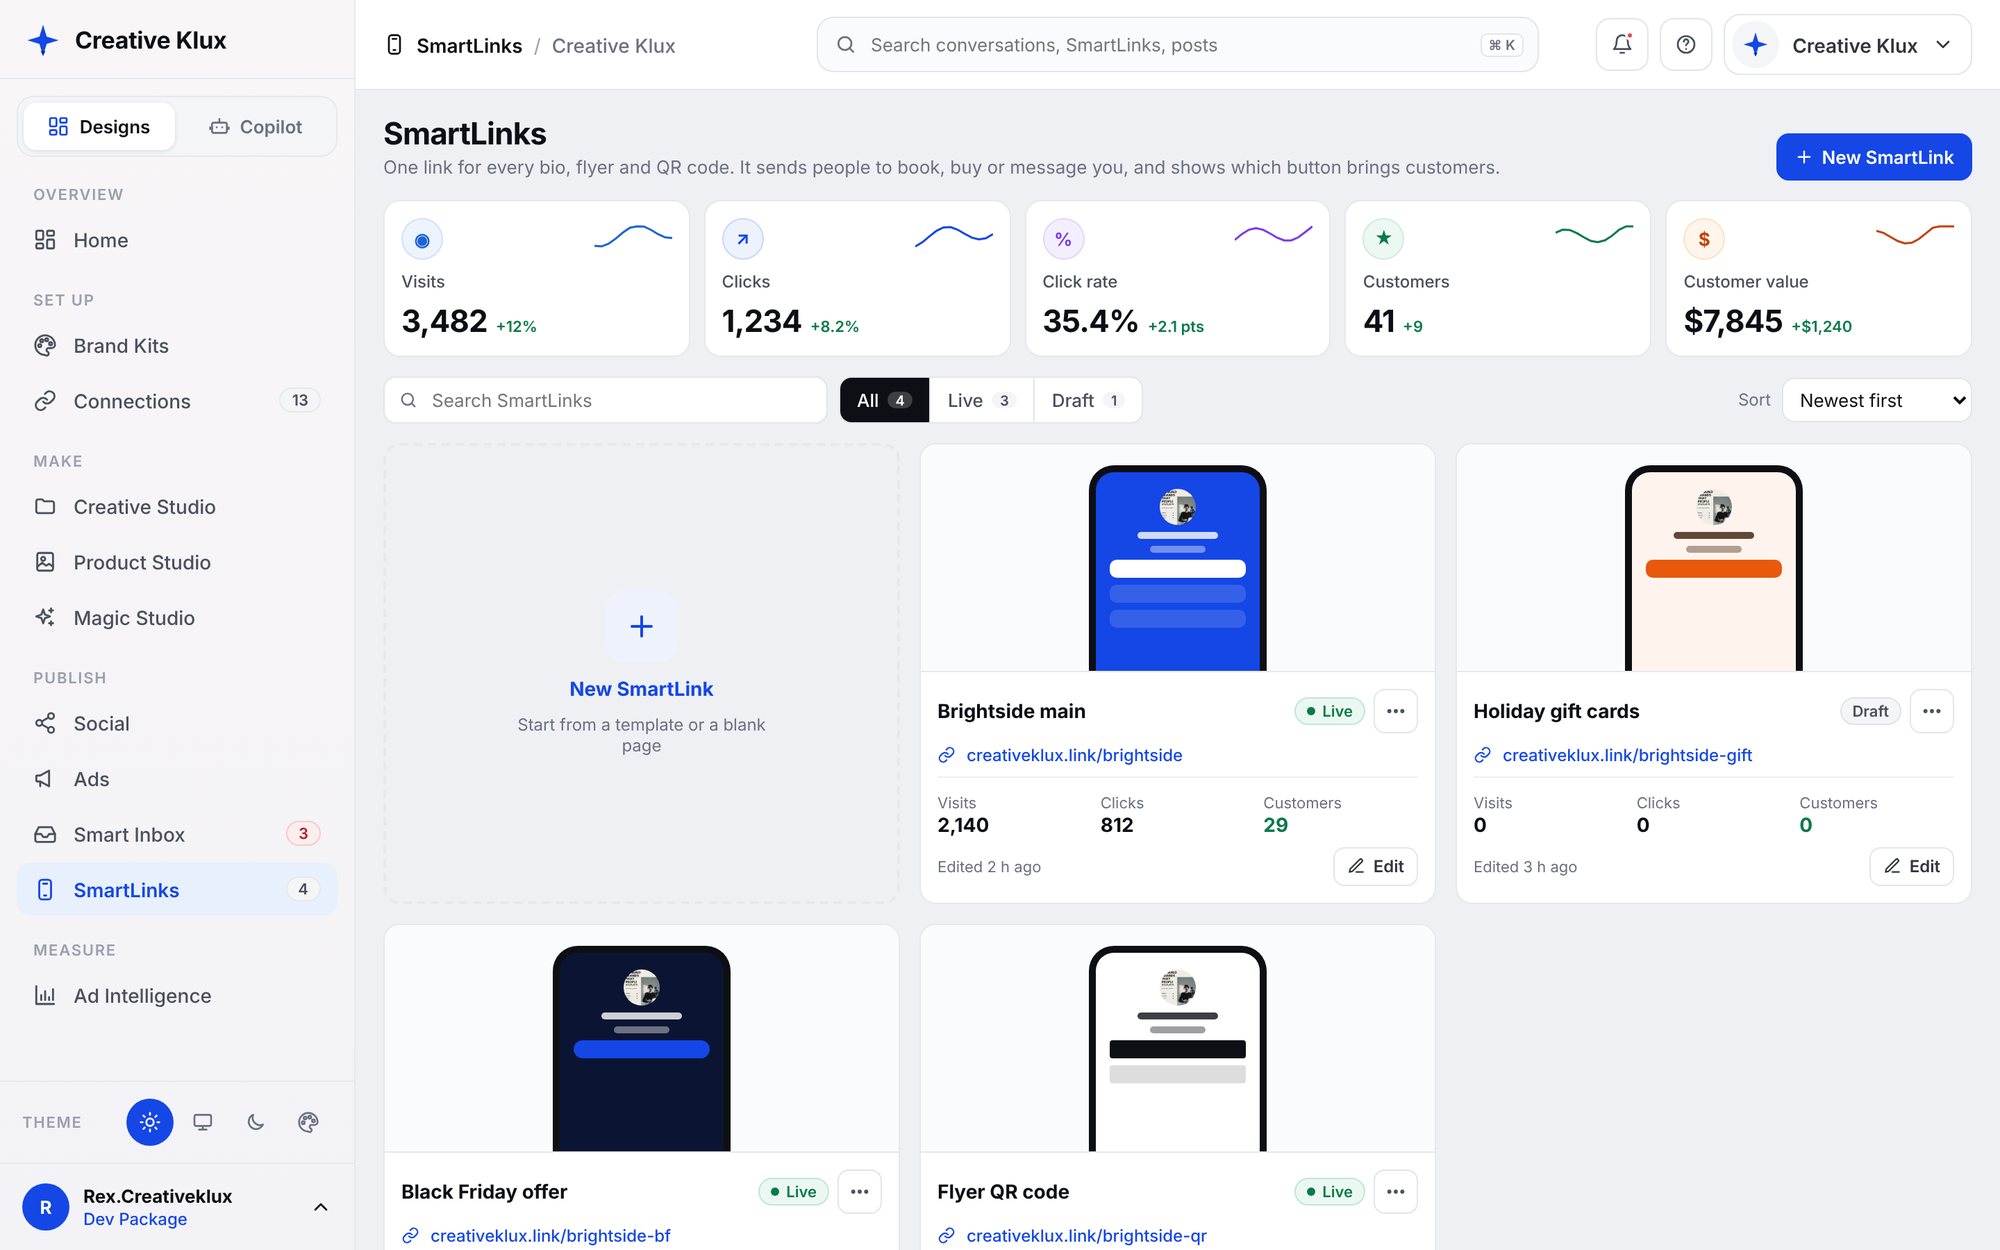 Creative Klux
Designs
Copilot
OVERVIEW
Home
SET UP
Brand Kits
Connections 13
MAKE
Creative Studio
Product Studio
Magic Studio
PUBLISH
Social
Ads
Smart Inbox 3
SmartLinks 4
MEASURE
Ad Intelligence
THEME
R
Rex.Creativeklux
Dev Package
SmartLinks / Creative Klux
Search conversations, SmartLinks, posts
⌘ K
Creative Klux
SmartLinks
One link for every bio, flyer and QR code. It sends people to book, buy or message you, and shows which button brings customers.
+ New SmartLink
Visits
3,482 +12%
Clicks
1,234 +8.2%
%
Click rate
35.4% +2.1 pts
Customers
41 +9
$
Customer value
$7,845 +$1,240
Search SmartLinks
All 4
Live 3
Draft 1
Sort
Newest first
New SmartLink
Start from a template or a blank
page
Brightside main
Live
creativeklux.link/brightside
Visits Clicks Customers
2,140 812 29
Edited 2 h ago
Edit
Holiday gift cards
Draft
creativeklux.link/brightside-gift
Visits Clicks Customers
0 0 0
Edited 3 h ago
Edit
Black Friday offer
Live
creativeklux.link/brightside-bf
Flyer QR code
Live
creativeklux.link/brightside-qr